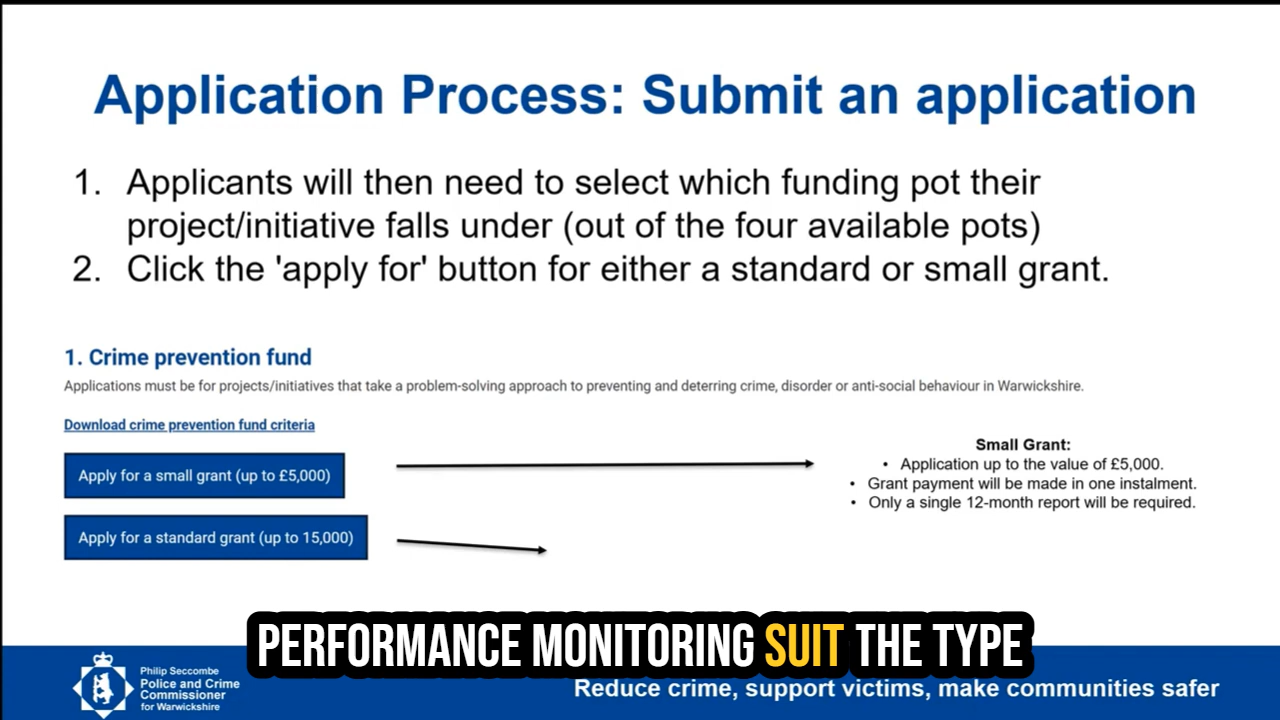 Application Process: Submit an application
1. Applicants will then need to select which funding pot their
project/initiative falls under (out of the four available pots)
2. Click the 'apply for' button for either a standard or small grant.
1. Crime prevention fund
Applications must be for projects/initiatives that take a problem-solving approach to preventing and deterring crime, disorder or anti-social behaviour in Warwickshire.
Download crime prevention fund criteria
Apply for a small grant (up to £5,000)
Apply for a standard grant (up to 15,000)
Small Grant:
• Application up to the value of £5,000.
• Grant payment will be made in one instalment.
• Only a single 12-month report will be required.
PERFORMANCE MONITORING SUIT THE TYPE
Philip Seccombe
Police and Crime
Commissioner
for Warwickshire
Reduce crime, support victims, make communities safer